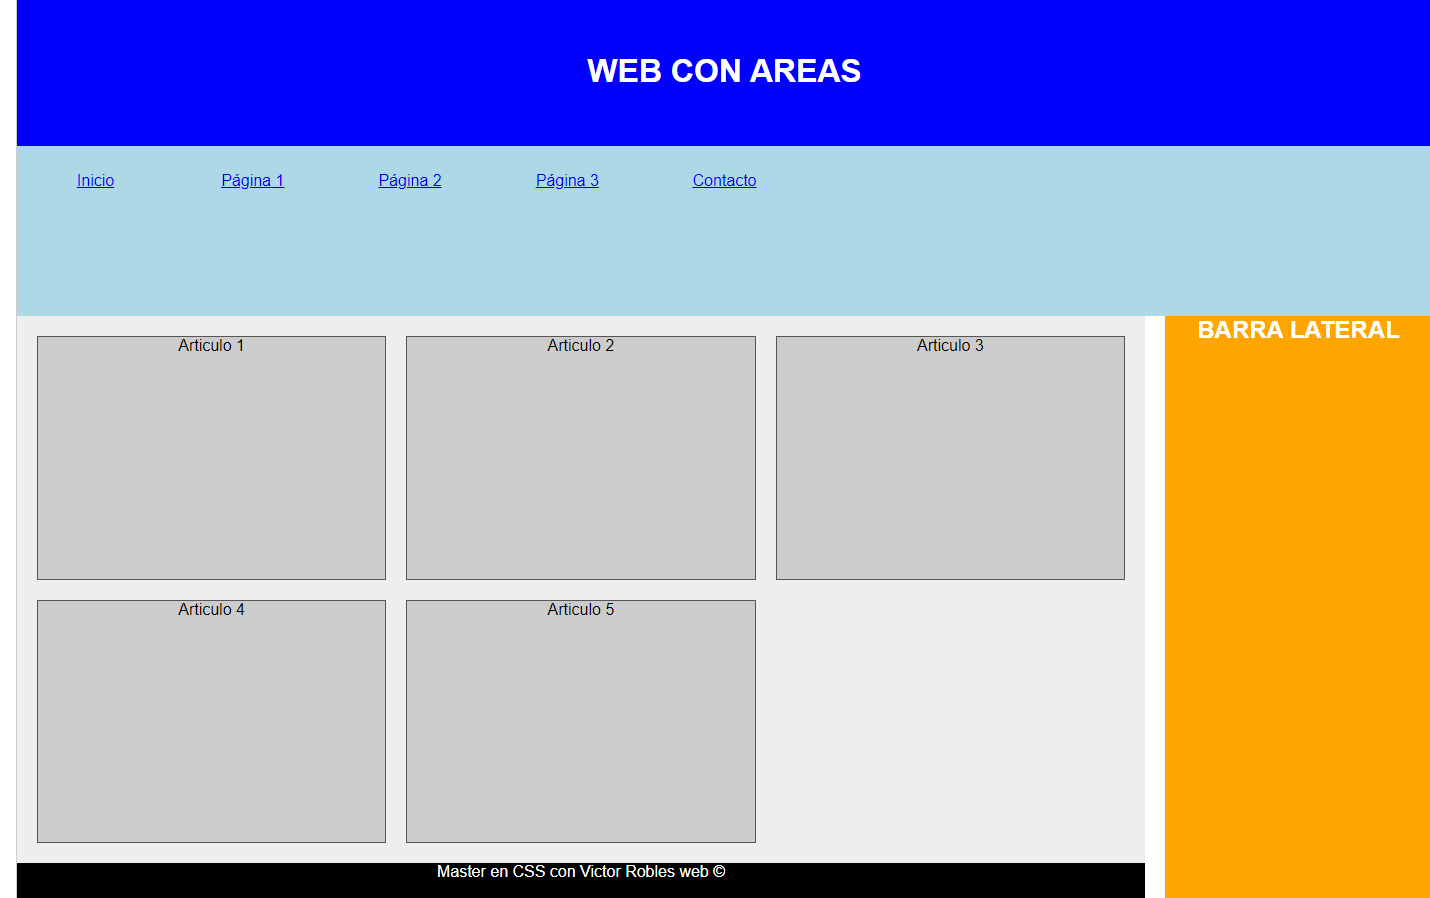 WEB CON AREAS
Inicio Página 1 Página 2 Página 3 Contacto
BARRA LATERAL
Articulo 1 Articulo 2 Articulo 3
Articulo 4 Articulo 5
Master en CSS con Victor Robles web ©